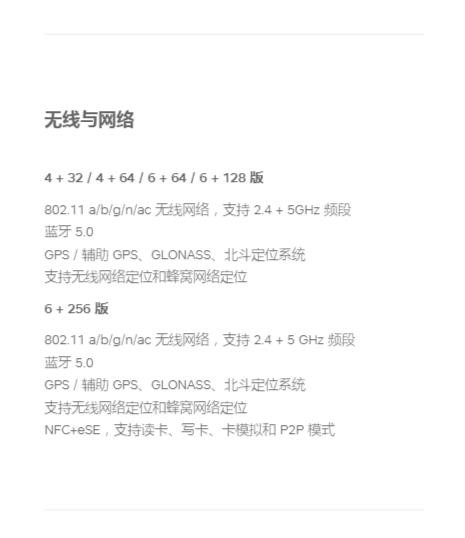 无线与网络
4 + 32 / 4 + 64 / 6 + 64 / 6 + 128 版
802.11 a/b/g/n/ac 无线网络，支持 2.4 + 5GHz 频段
蓝牙 5.0
GPS / 辅助 GPS、GLONASS、北斗定位系统
支持无线网络定位和蜂窝网络定位
6 + 256 版
802.11 a/b/g/n/ac 无线网络，支持 2.4 + 5 GHz 频段
蓝牙 5.0
GPS / 辅助 GPS、GLONASS、北斗定位系统
支持无线网络定位和蜂窝网络定位
NFC+eSE，支持读卡、写卡、卡模拟和 P2P 模式